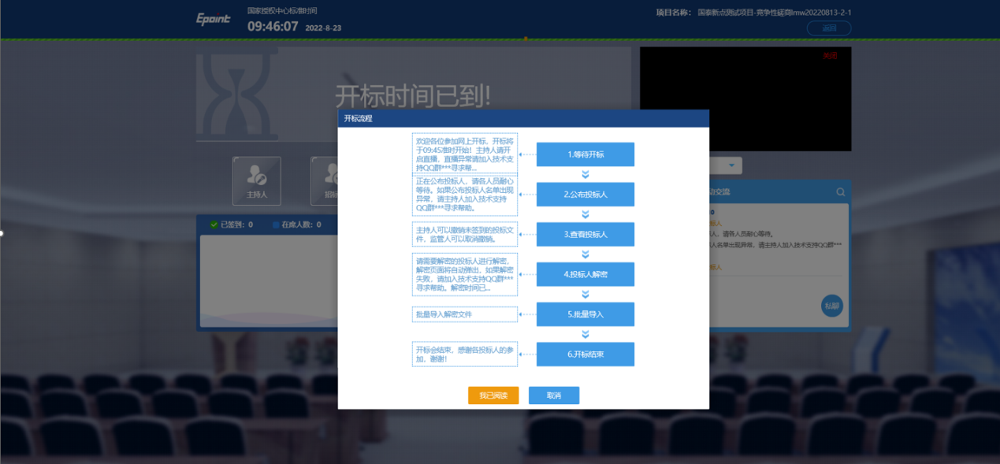 Epoint
国家授权中心标准时间
09:46:07 2022-8-23
项目名称： 国泰新点测试项目-竞争性磋商lmw20220813-2-1
返回
关闭
开标时间已到!
开标流程
欢迎各位参加网上开标，开标将
于09:45准时开始！主持人请开
启直播，直播异常请加入技术支
持QQ群***寻求帮...
1.等待开标
正在公布投标人，请各人员耐心
等待。如果公布投标人名单出现
异常，请主持人加入技术支持
QQ群***寻求帮助。
2.公布投标人
主持人可以撤销未签到的投标文
件，监管人可以取消撤销。
3.查看投标人
请需要解密的投标人进行解密，
解密页面将自动弹出，如果解密
失败，请加入技术支持QQ群***
寻求帮助。解密时间已...
4.投标人解密
批量导入解密文件
5.批量导入
开标会结束，感谢各投标人的参
加，谢谢！
6.开标结束
我已阅读
取消
主持人
招标
已签到：0
在席人数：0
动交流
0
标人
示人，请各人员耐心等待。
人名单出现异常，请主持人加入技术支持QQ群***
标人
私聊